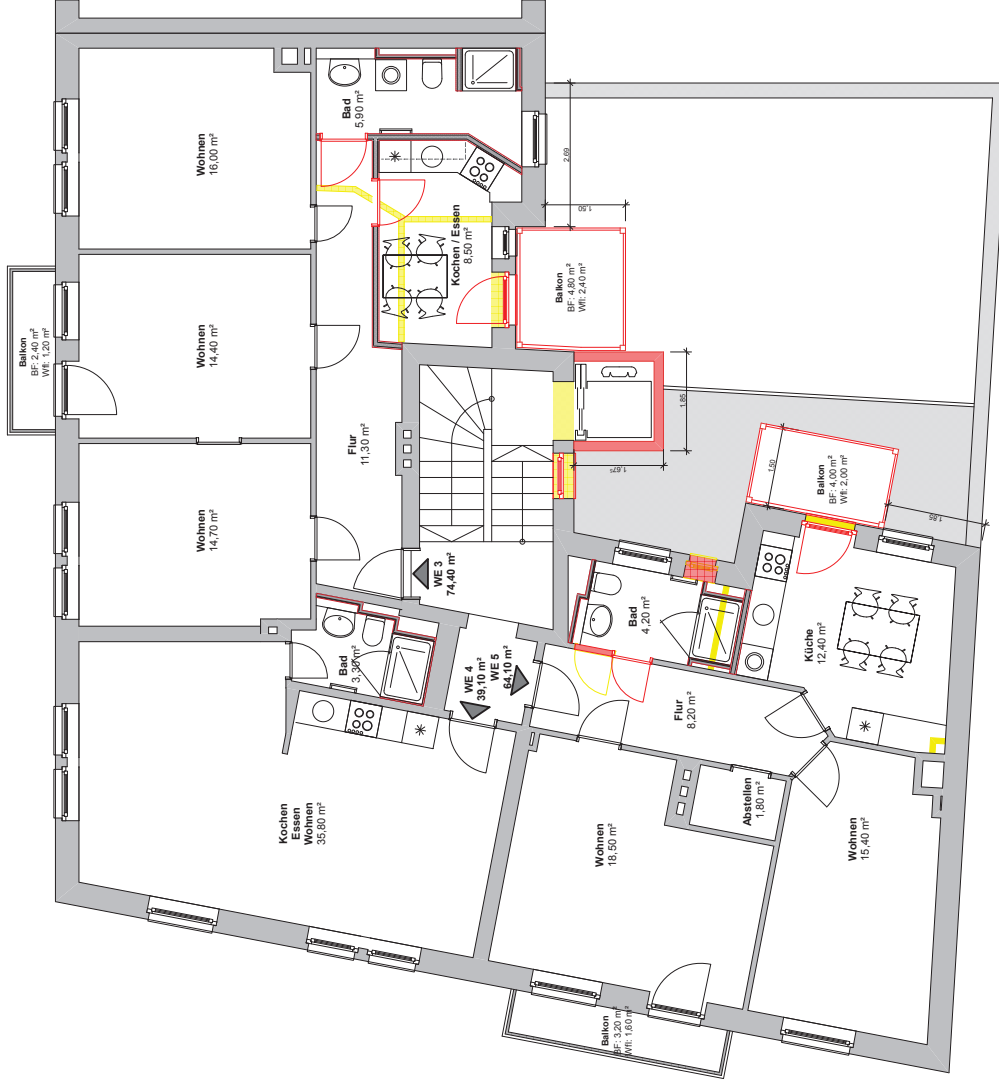 Wohnen
16,00 m²
Bad
5,90 m²
Kochen / Essen
8,50 m²
Balkon
BF: 4,80 m²
Wfl: 2,40 m²
2,69
1,50
Balkon
BF: 2,40 m²
Wfl: 1,20 m²
Wohnen
14,40 m²
Flur
11,30 m²
1,85
1,67⁵
Wohnen
14,70 m²
WE 3
74,40 m²
Balkon
BF: 4,00 m²
Wfl: 2,00 m²
1,50
1,85
Bad
3,30 m²
WE 4
39,10 m²
WE 5
64,10 m²
Bad
4,20 m²
Küche
12,40 m²
Flur
8,20 m²
Kochen
Essen
Wohnen
35,80 m²
Wohnen
18,50 m²
Abstellen
1,80 m²
Wohnen
15,40 m²
Balkon
BF: 3,20 m²
Wfl: 1,60 m²